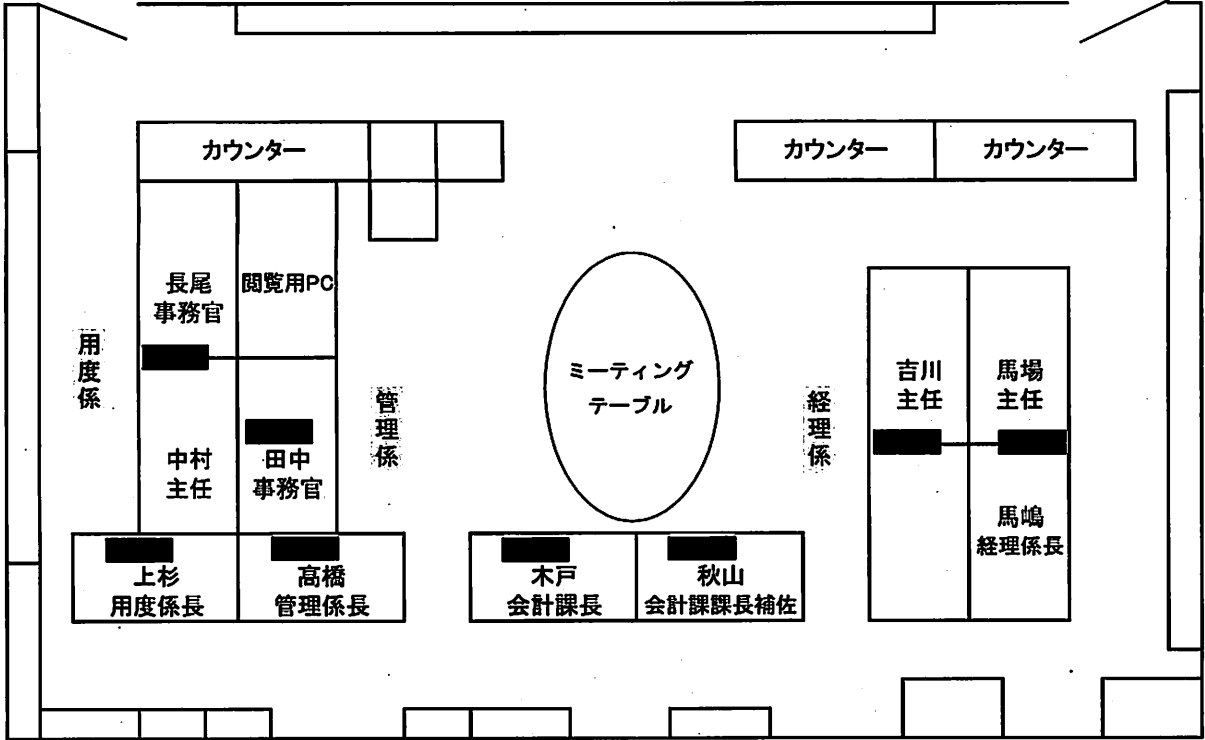 カウンター
カウンター
カウンター
長尾
事務官
閲覧用PC
用度係
中村
主任
田中
事務官
管理係
上杉
用度係長
高橋
管理係長
ミーティング
テーブル
木戸
会計課長
秋山
会計課課長補佐
経理係
吉川
主任
馬場
主任
馬嶋
経理係長